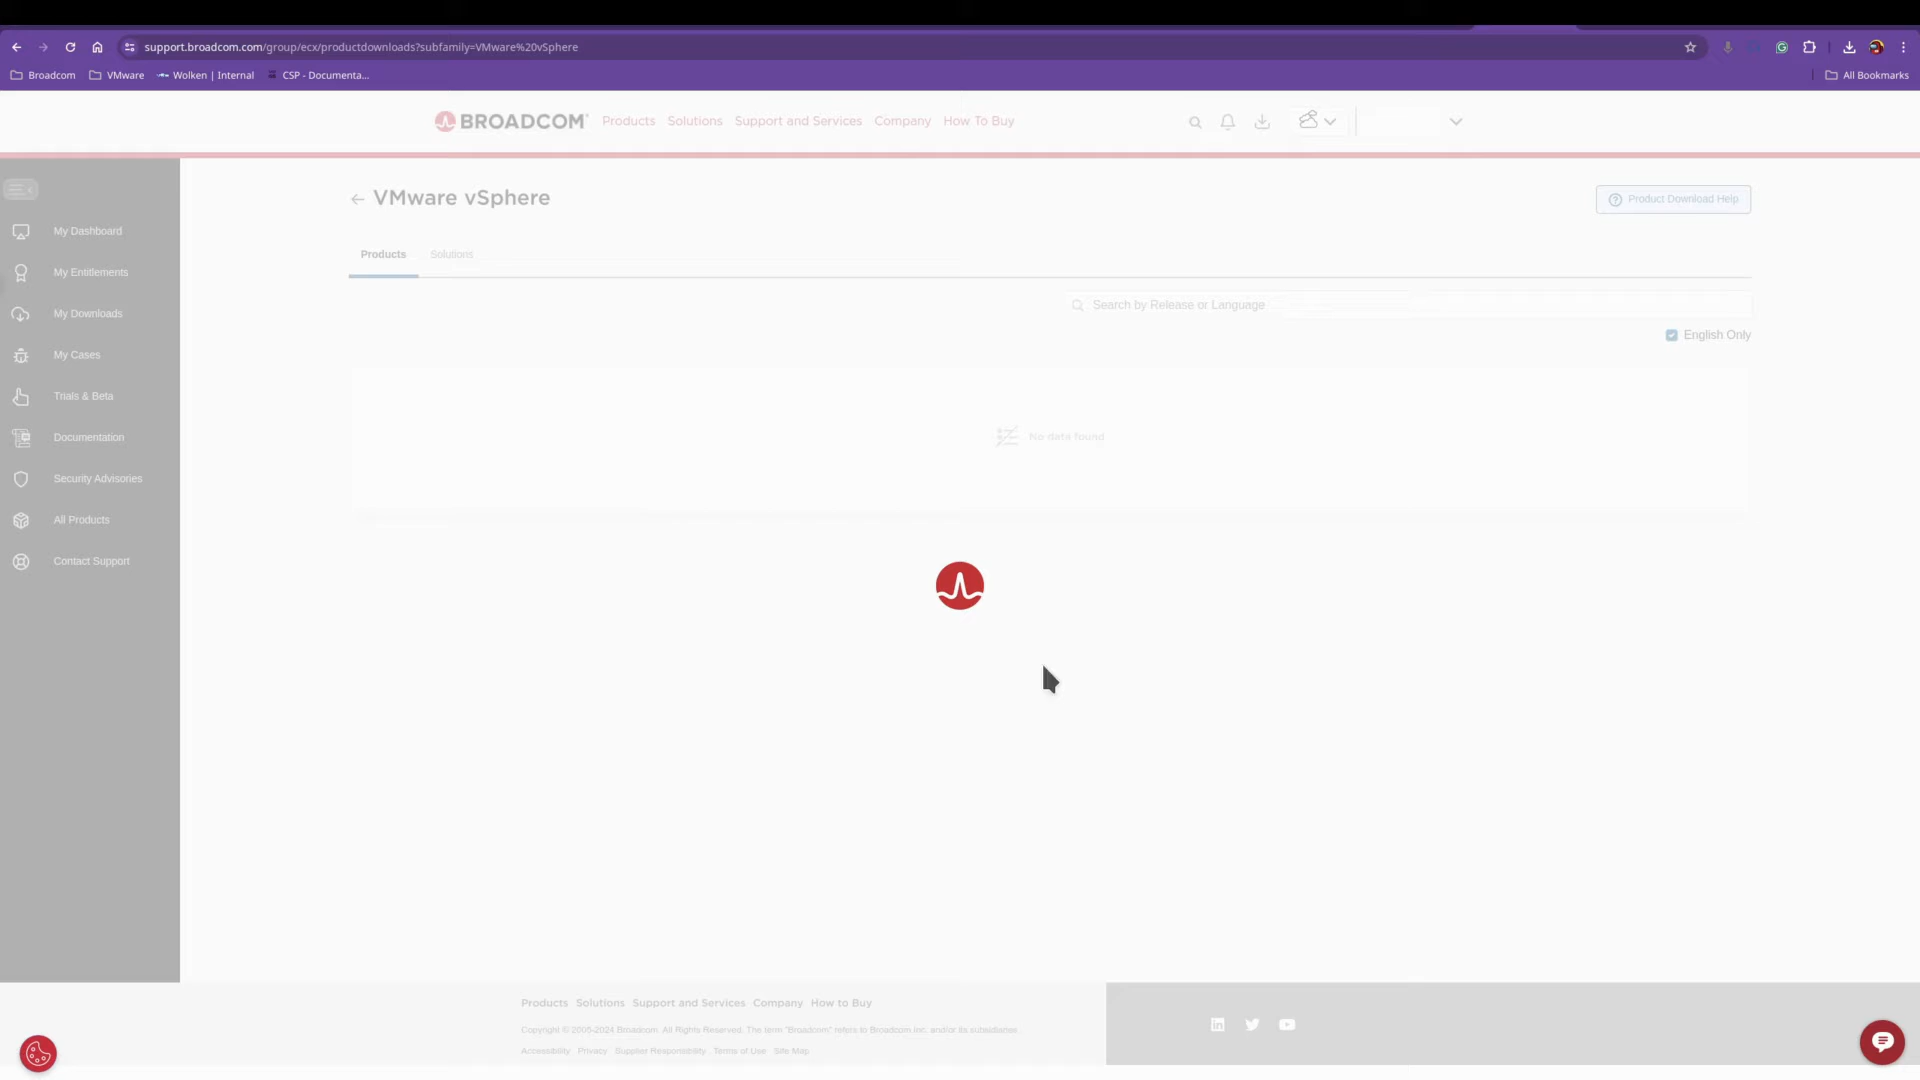 support.broadcom.com/group/ecx/productdownloads?subfamily=VMware%20vSphere
Broadcom VMware Wolken | Internal CSP - Documenta... All Bookmarks
BROADCOM Products Solutions Support and Services Company How To Buy
VMware vSphere
Product Download Help
Products Solutions
Search by Release or Language
English Only
No data found
My Dashboard
My Entitlements
My Downloads
My Cases
Trials & Beta
Documentation
Security Advisories
All Products
Contact Support
Products Solutions Support and Services Company How to Buy
Copyright © 2005-2024 Broadcom. All Rights Reserved. The term "Broadcom" refers to Broadcom Inc. and/or its subsidiaries.
Accessibility Privacy Supplier Responsibility Terms of Use Site Map